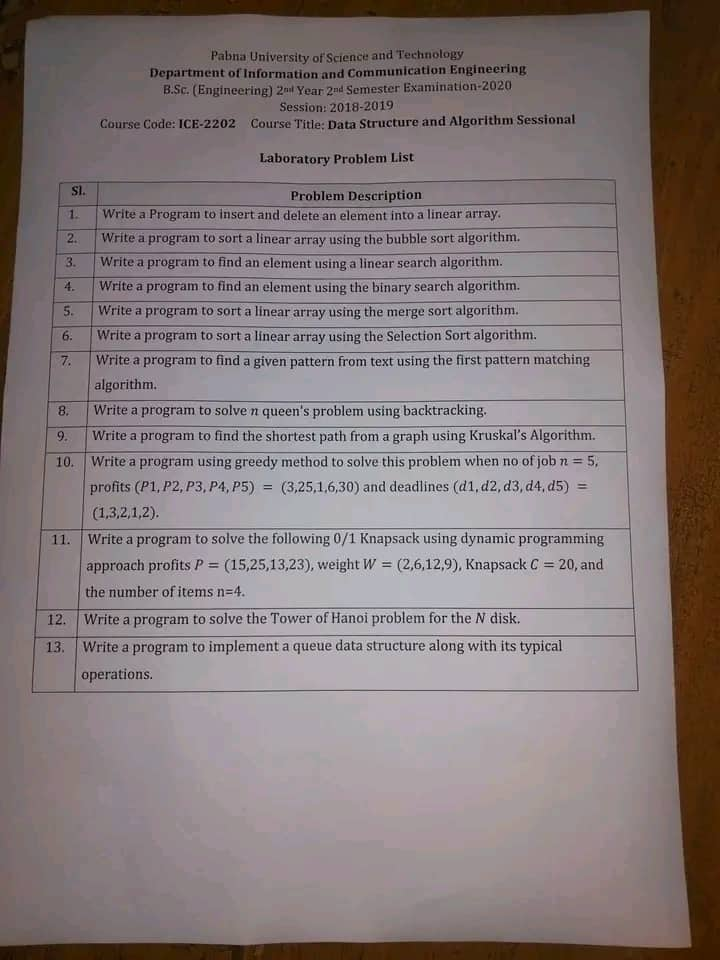 Pabna University of Science and Technology
Department of Information and Communication Engineering
B.Sc. (Engineering) 2nd Year 2nd Semester Examination-2020
Session: 2018-2019
Course Code: ICE-2202 Course Title: Data Structure and Algorithm Sessional
Laboratory Problem List
Sl. Problem Description
1. Write a Program to insert and delete an element into a linear array.
2. Write a program to sort a linear array using the bubble sort algorithm.
3. Write a program to find an element using a linear search algorithm.
4. Write a program to find an element using the binary search algorithm.
5. Write a program to sort a linear array using the merge sort algorithm.
6. Write a program to sort a linear array using the Selection Sort algorithm.
7. Write a program to find a given pattern from text using the first pattern matching
algorithm.
8. Write a program to solve n queen's problem using backtracking.
9. Write a program to find the shortest path from a graph using Kruskal's Algorithm.
10. Write a program using greedy method to solve this problem when no of job n = 5,
profits (P1, P2, P3, P4, P5) = (3,25,1,6,30) and deadlines (d1, d2, d3, d4, d5) =
(1,3,2,1,2).
11. Write a program to solve the following 0/1 Knapsack using dynamic programming
approach profits P = (15,25,13,23), weight W = (2,6,12,9), Knapsack C = 20, and
the number of items n=4.
12. Write a program to solve the Tower of Hanoi problem for the N disk.
13. Write a program to implement a queue data structure along with its typical
operations.